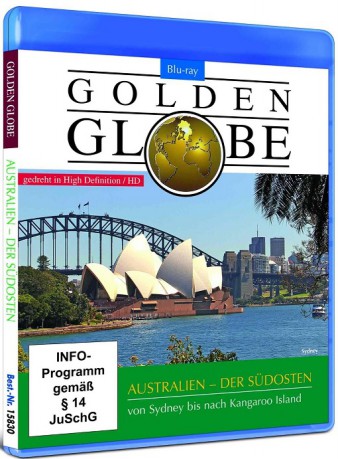 Blu-ray
GOLDEN
GLOBE
gedreht in High Definition / HD
Sydney
INFO-
Programm
gemäß
§ 14
JuSchG
AUSTRALIEN – DER SÜDOSTEN
von Sydney bis nach Kangaroo Island
GOLDEN GLOBE
AUSTRALIEN – DER SÜDOSTEN
Best.-Nr. 15830